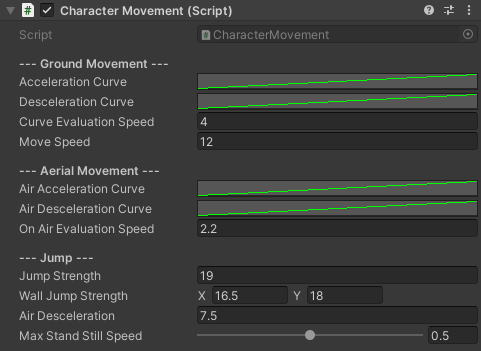 Character Movement (Script)
Script CharacterMovement
--- Ground Movement ---
Acceleration Curve
Desceleration Curve
Curve Evaluation Speed 4
Move Speed 12
--- Aerial Movement ---
Air Acceleration Curve
Air Desceleration Curve
On Air Evaluation Speed 2.2
--- Jump ---
Jump Strength 19
Wall Jump Strength X 16.5 Y 18
Air Desceleration 7.5
Max Stand Still Speed 0.5